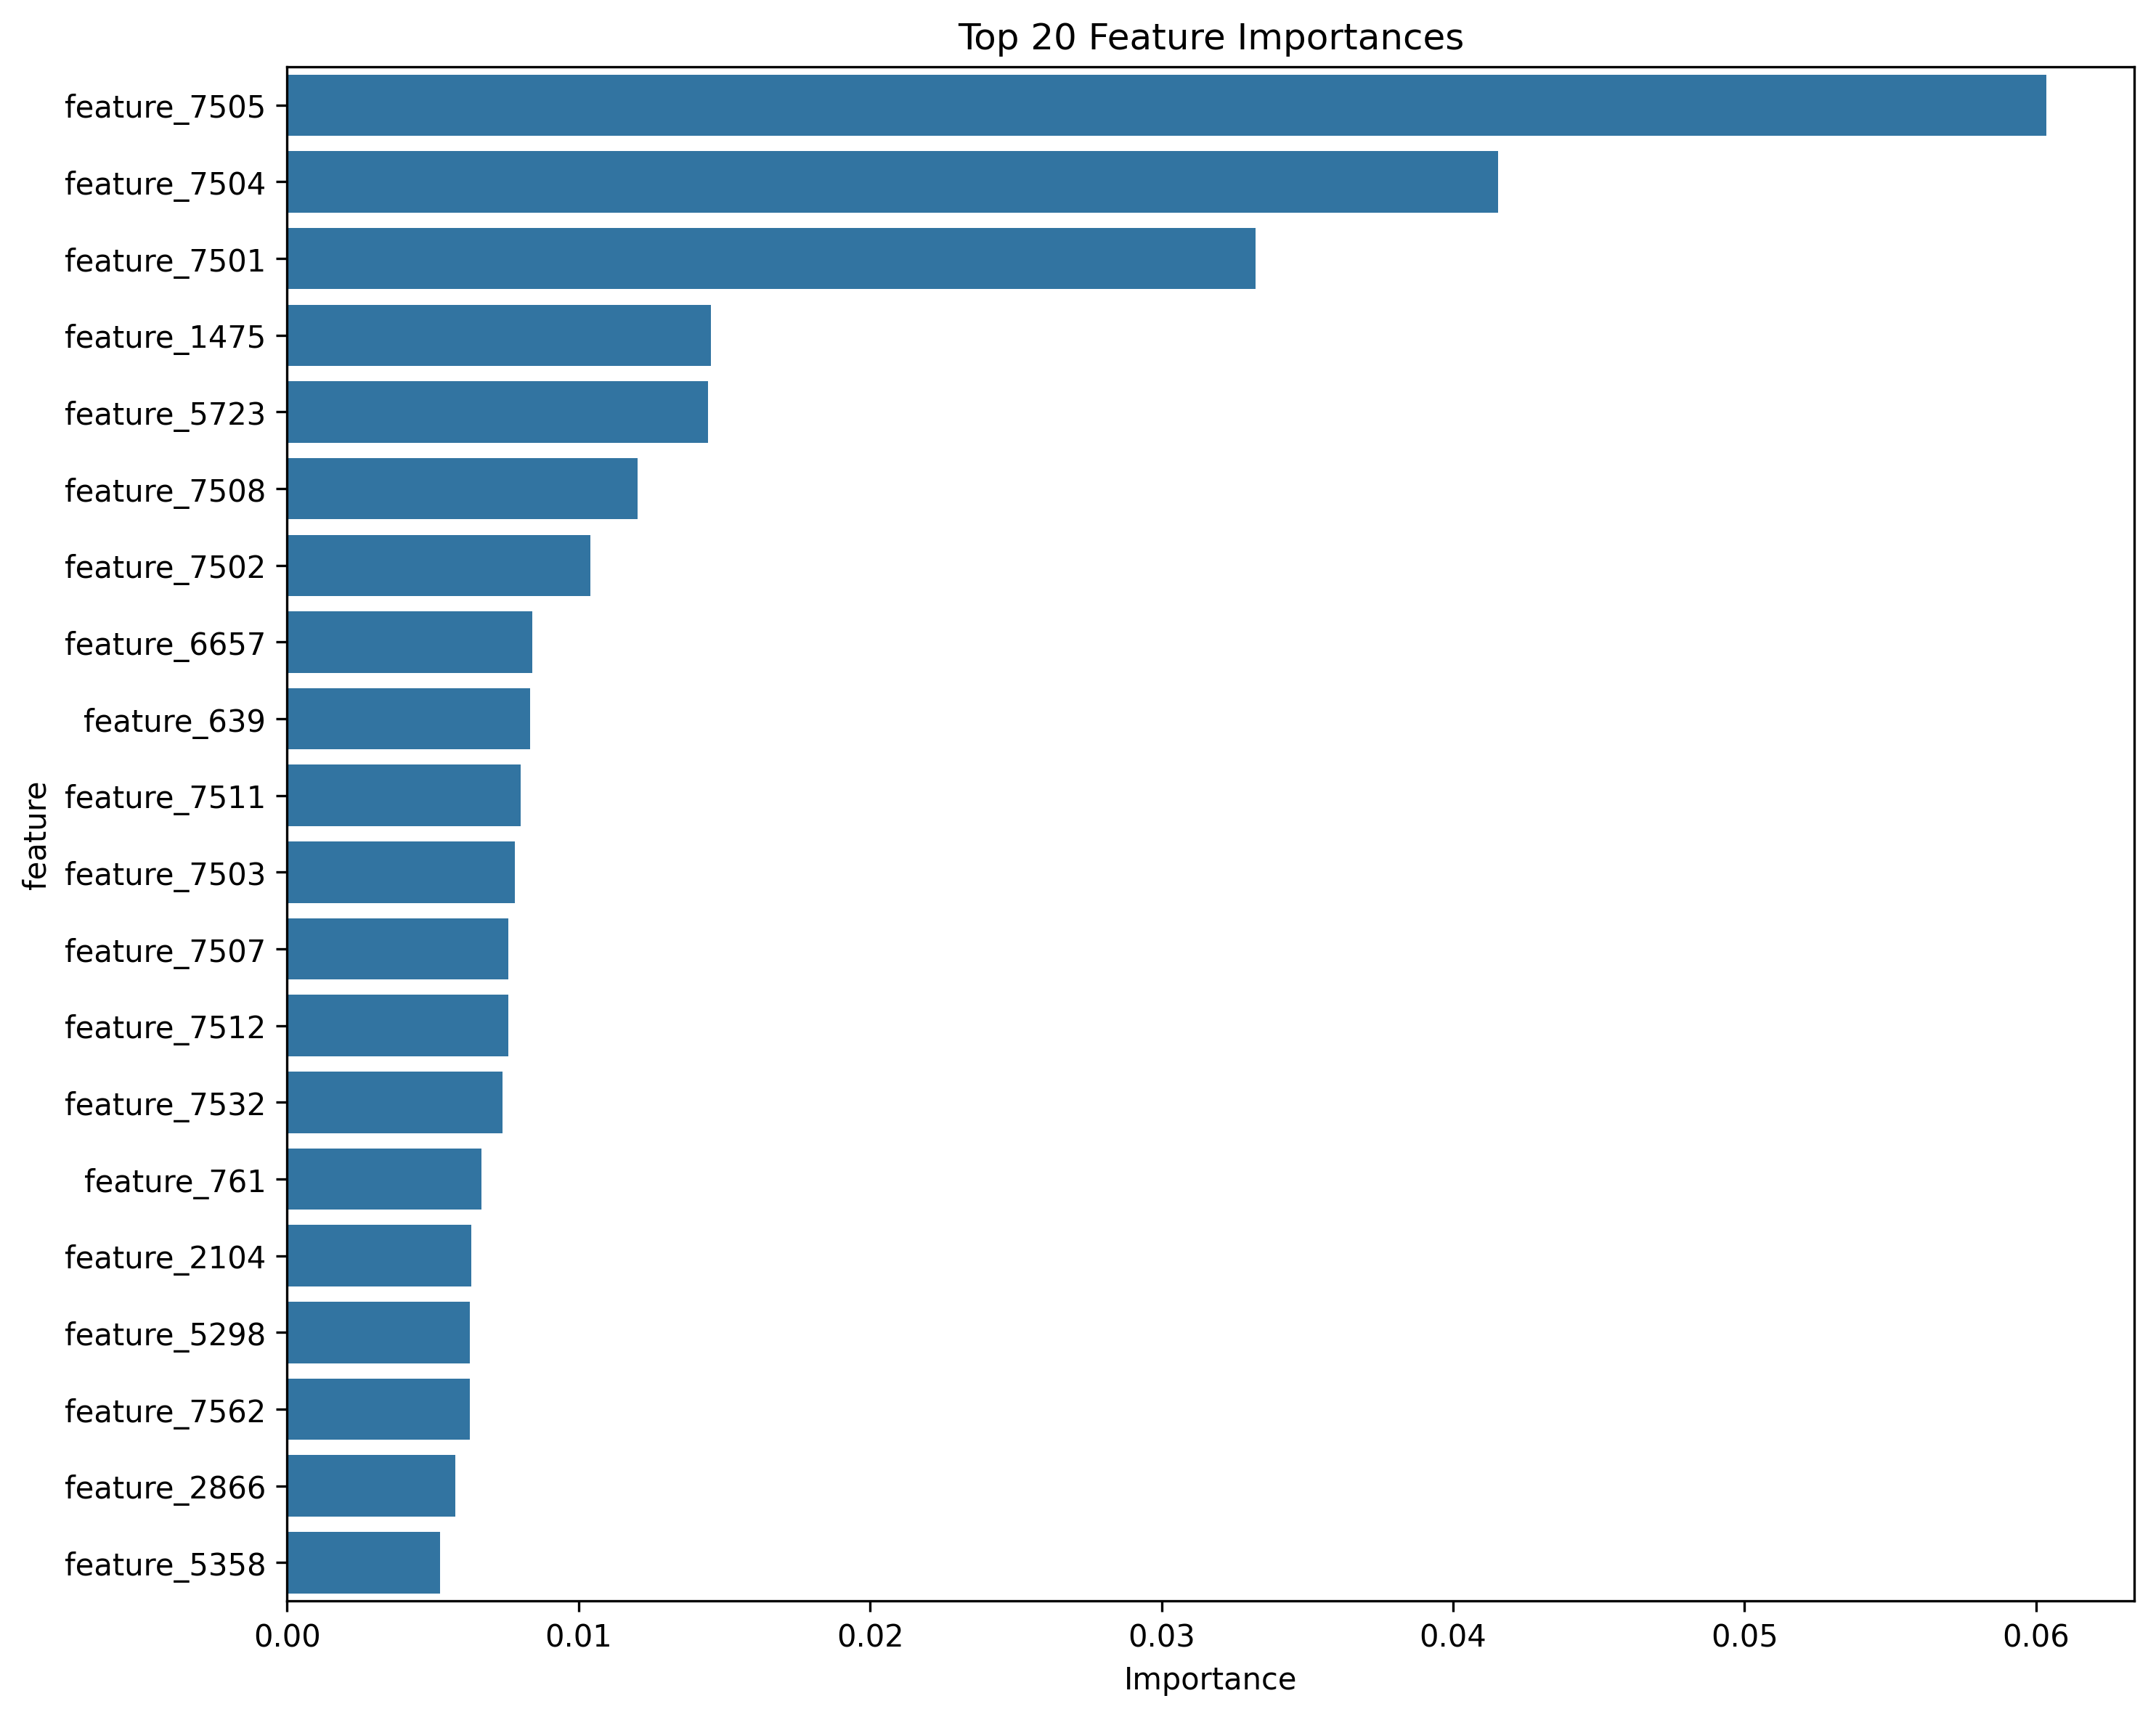 Top 20 Feature Importances
feature_7505
feature_7504
feature_7501
feature_1475
feature_5723
feature_7508
feature_7502
feature_6657
feature_639
feature_7511
feature_7503
feature_7507
feature_7512
feature_7532
feature_761
feature_2104
feature_5298
feature_7562
feature_2866
feature_5358
feature
0.00 0.01 0.02 0.03 0.04 0.05 0.06
Importance